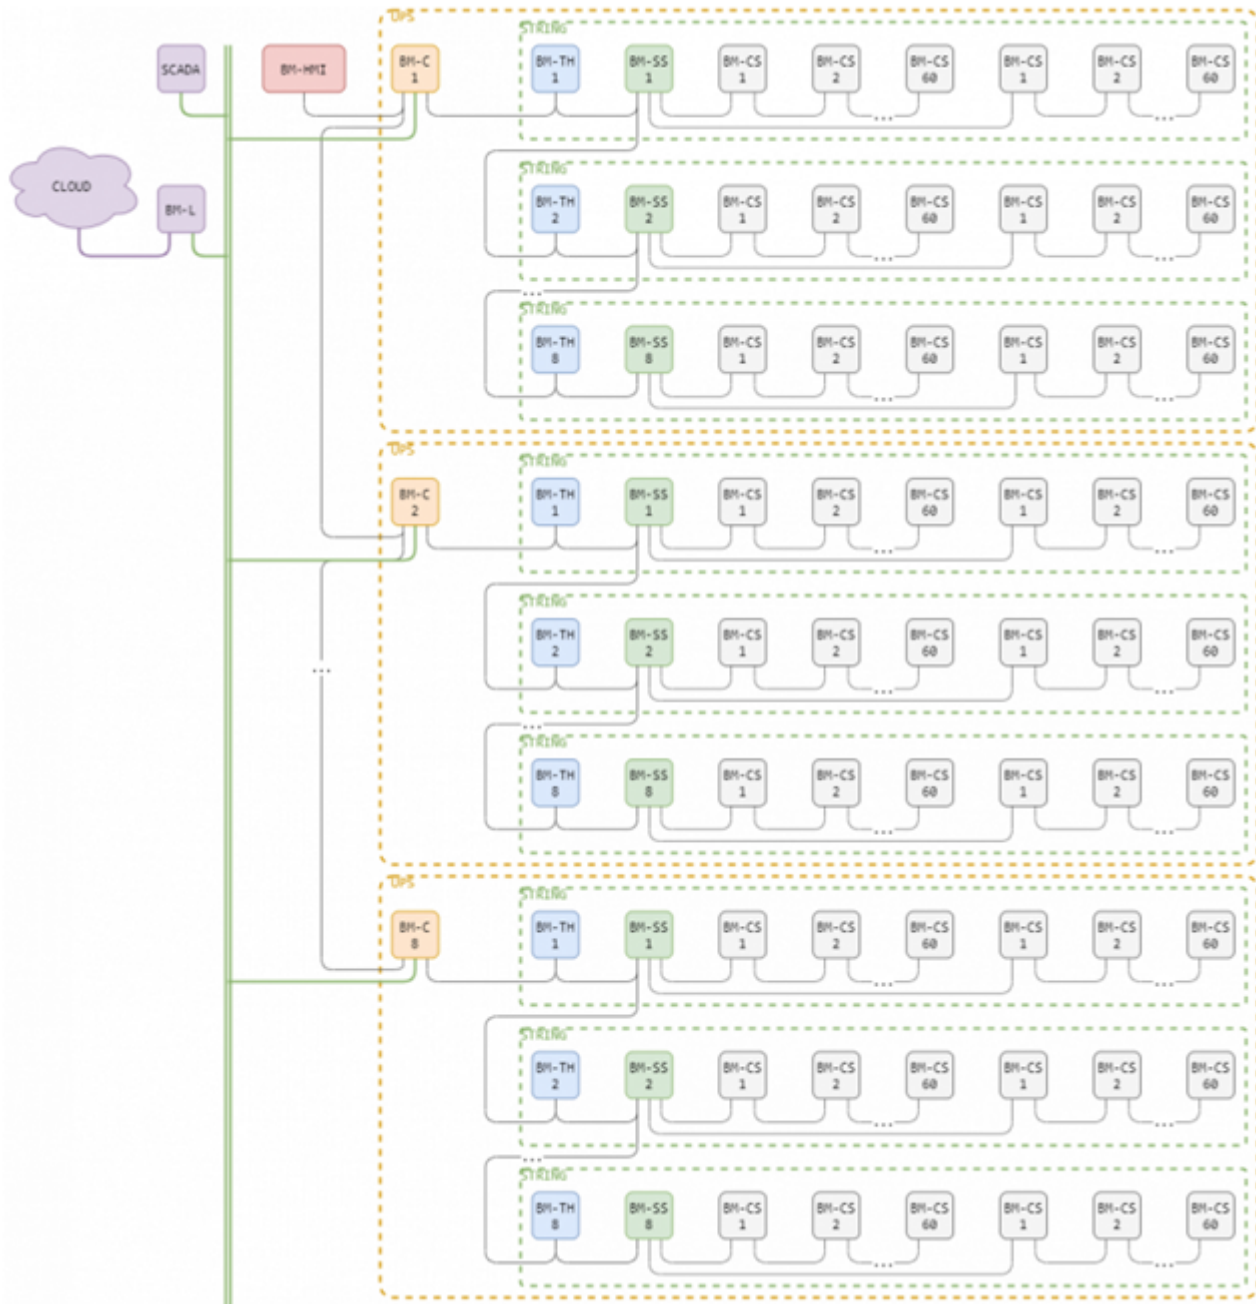 UPS
STRING
SCADA
BM-HMI
BM-C
1
BM-TH
1
BM-SS
1
BM-CS
1
BM-CS
2
BM-CS
60
BM-CS
1
BM-CS
2
BM-CS
60
...
...
STRING
CLOUD
BM-L
BM-TH
2
BM-SS
2
BM-CS
1
BM-CS
2
BM-CS
60
BM-CS
1
BM-CS
2
BM-CS
60
...
...
...
STRING
BM-TH
8
BM-SS
8
BM-CS
1
BM-CS
2
BM-CS
60
BM-CS
1
BM-CS
2
BM-CS
60
...
...
UPS
STRING
BM-C
2
BM-TH
1
BM-SS
1
BM-CS
1
BM-CS
2
BM-CS
60
BM-CS
1
BM-CS
2
BM-CS
60
...
...
STRING
BM-TH
2
BM-SS
2
BM-CS
1
BM-CS
2
BM-CS
60
BM-CS
1
BM-CS
2
BM-CS
60
...
...
...
...
STRING
BM-TH
8
BM-SS
8
BM-CS
1
BM-CS
2
BM-CS
60
BM-CS
1
BM-CS
2
BM-CS
60
...
...
UPS
STRING
BM-C
8
BM-TH
1
BM-SS
1
BM-CS
1
BM-CS
2
BM-CS
60
BM-CS
1
BM-CS
2
BM-CS
60
...
...
STRING
BM-TH
2
BM-SS
2
BM-CS
1
BM-CS
2
BM-CS
60
BM-CS
1
BM-CS
2
BM-CS
60
...
...
...
STRING
BM-TH
8
BM-SS
8
BM-CS
1
BM-CS
2
BM-CS
60
BM-CS
1
BM-CS
2
BM-CS
60
...
...